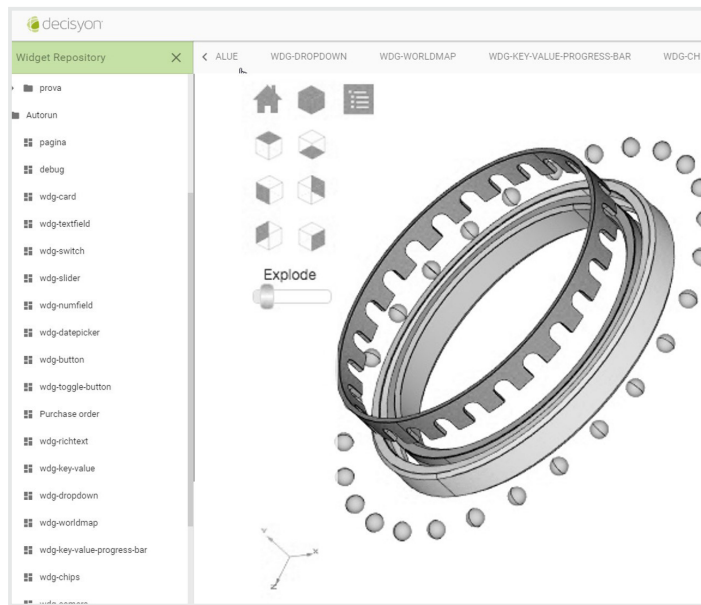 decisyon
Widget Repository
ALUE WDG-DROPDOWN WDG-WORLDMAP WDG-KEY-VALUE-PROGRESS-BAR WDG-CH
prova
Autorun
pagina
debug
wdg-card
wdg-textfield
wdg-switch
wdg-slider
wdg-numfield
wdg-datepicker
wdg-button
wdg-toggle-button
Purchase order
wdg-richtext
wdg-key-value
wdg-dropdown
wdg-worldmap
wdg-key-value-progress-bar
wdg-chips
Explode
Y
X
Z